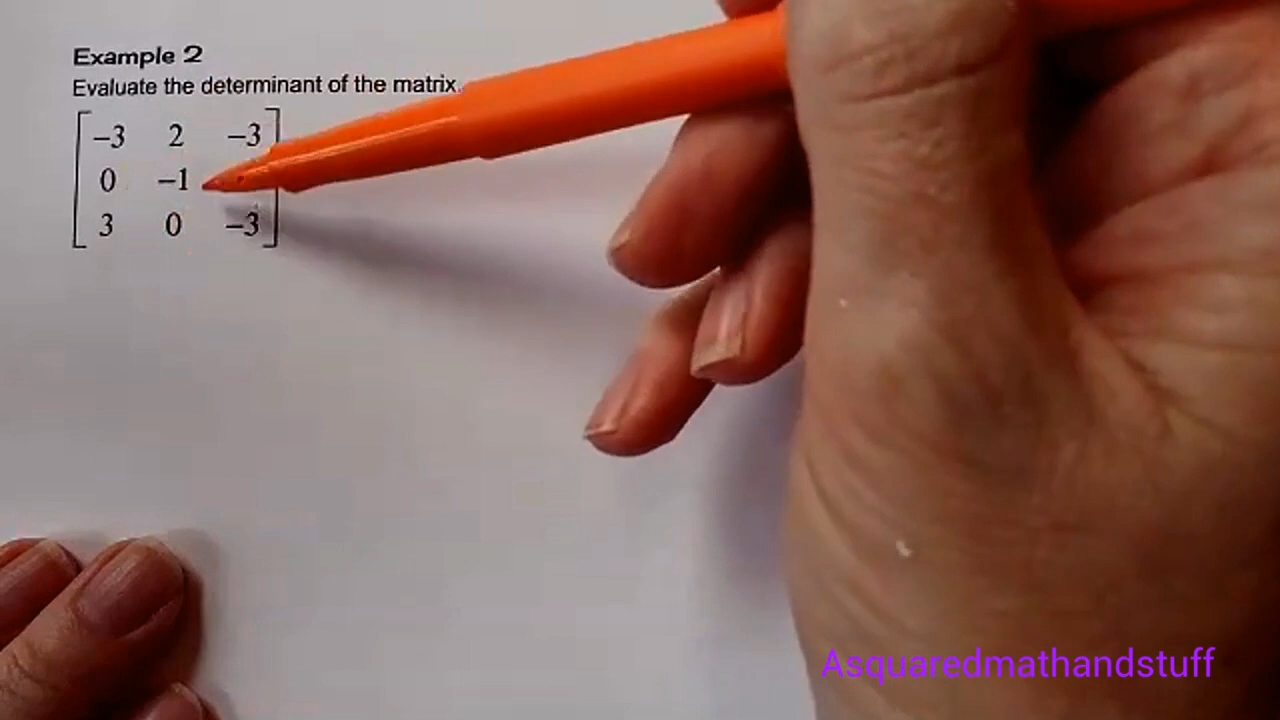 Example 2
Evaluate the determinant of the matrix.
−3 2 −3
0 −1
3 0 −3
Asquaredmathandstuff